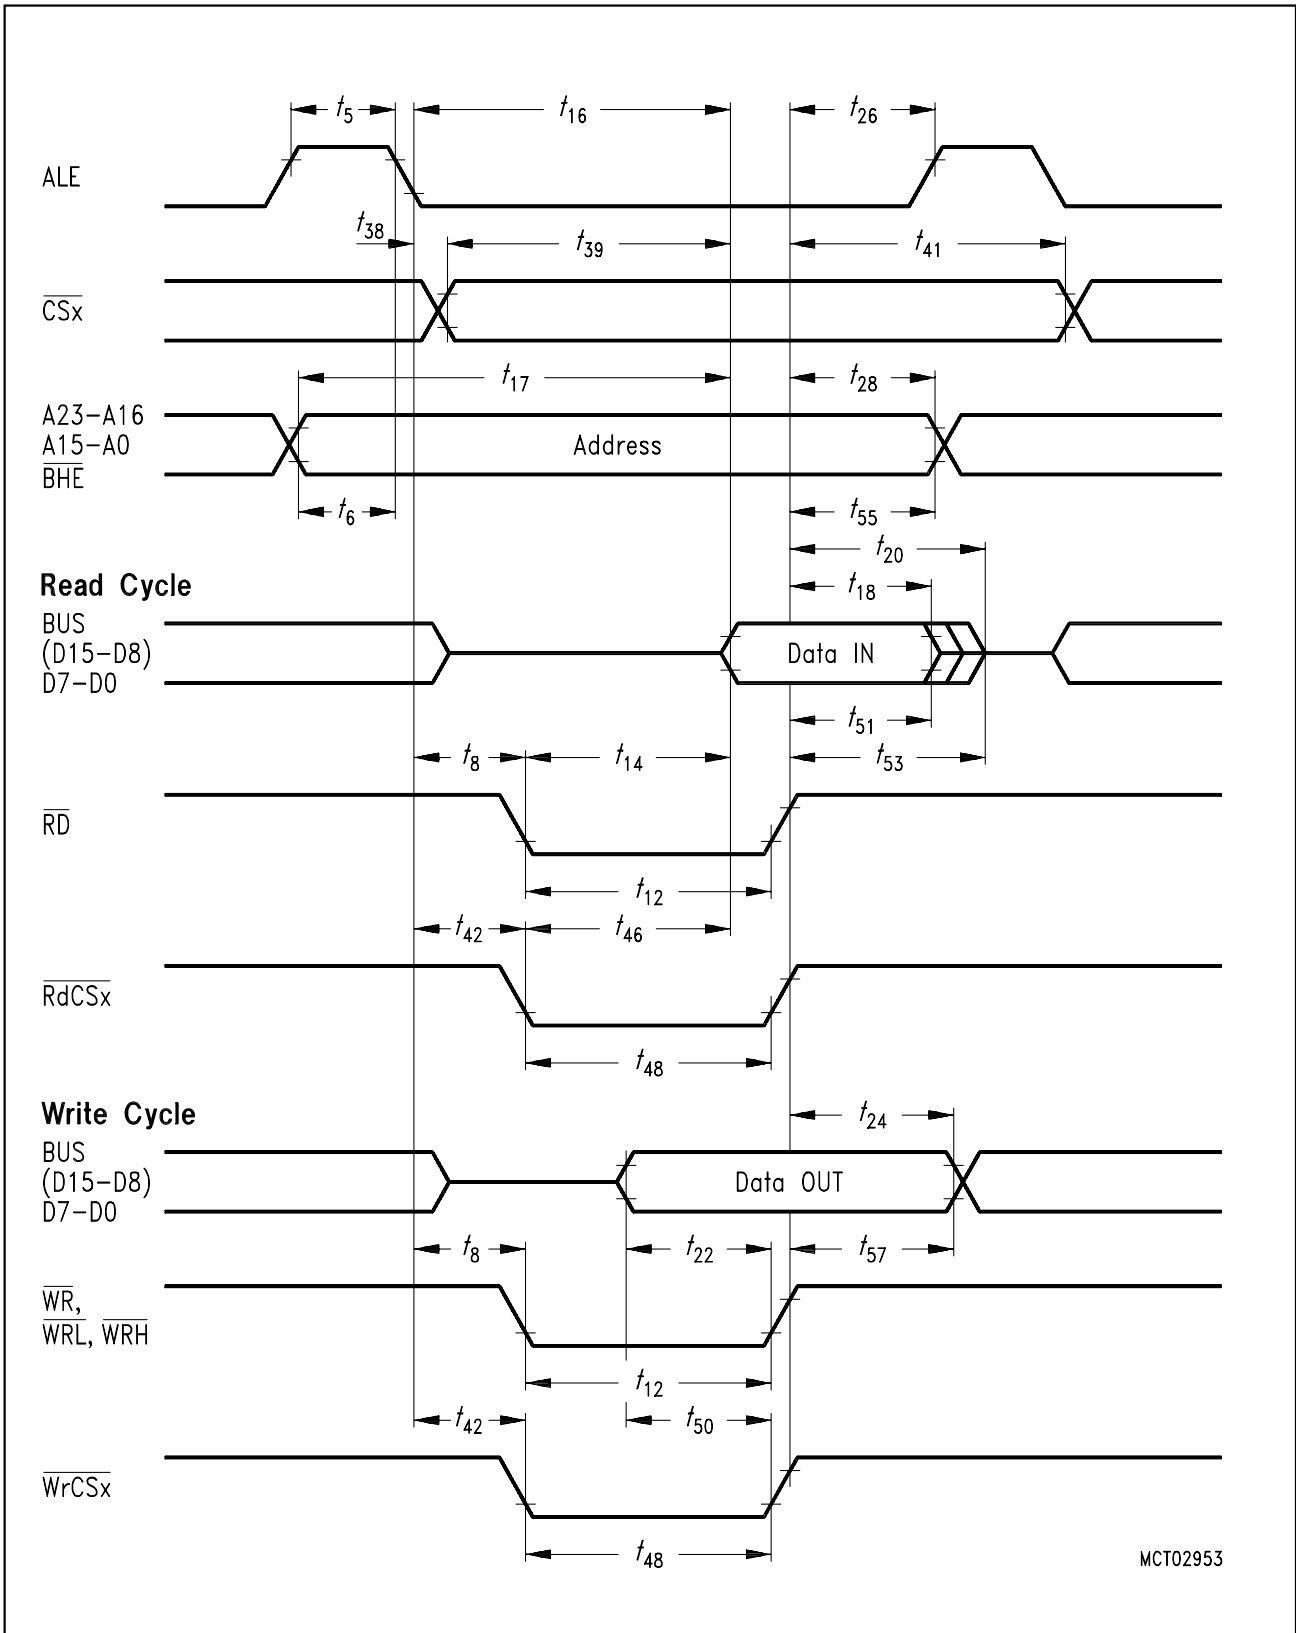 t5 t16 t26
ALE
t38 t39 t41
CSx
t17 t28
A23-A16
A15-A0
BHE
Address
t6 t55
t20
Read Cycle
t18
BUS
(D15-D8)
D7-D0
Data IN
t51
t8 t14 t53
RD
t12
t42 t46
RdCSx
t48
Write Cycle
t24
BUS
(D15-D8)
D7-D0
Data OUT
t8 t22 t57
WR,
WRL, WRH
t12
t42 t50
WrCSx
t48
MCT02953